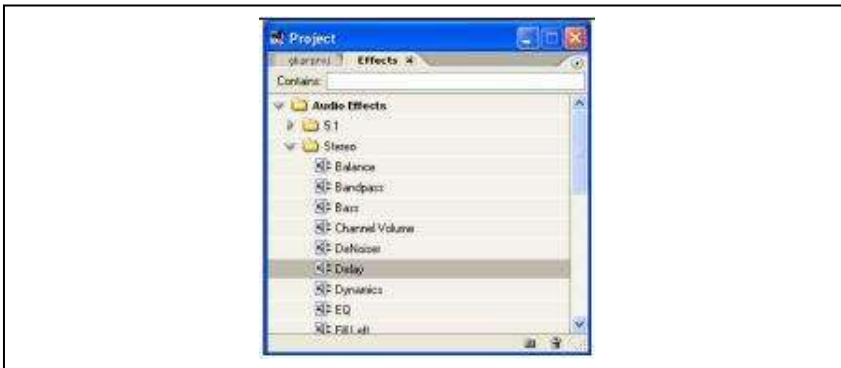 Project
Effects
Contains:
Audio Effects
5.1
Stereo
Balance
Bandpass
Bass
Channel Volume
DeNoiser
Delay
Dynamics
EQ
Fill Left